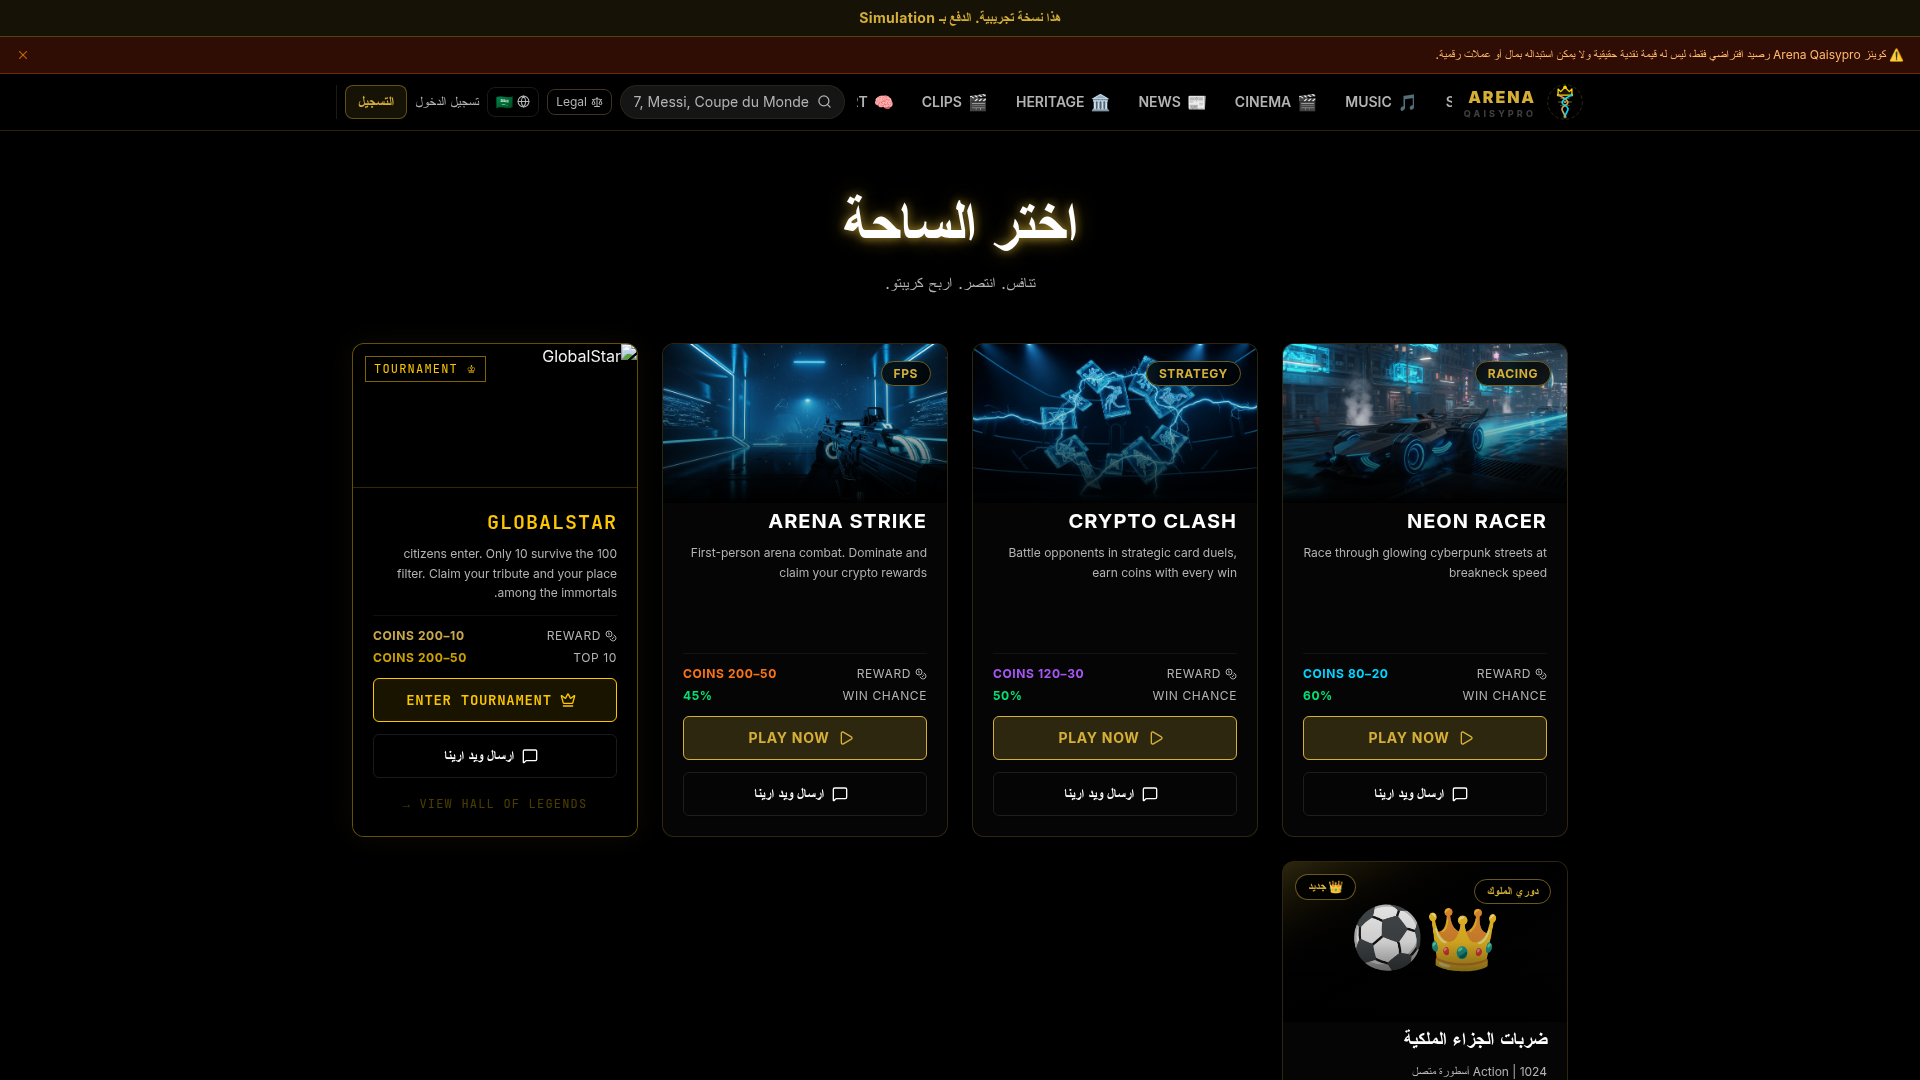 هذا نسخة تجريبية. الدفع بـ Simulation
⚠️ كوينز Arena Qaisypro رصيد افتراضي فقط، ليس له قيمة نقدية حقيقية ولا يمكن استبداله بمال أو عملات رقمية.
ARENA
QAISYPRO
MUSIC
CINEMA
NEWS
HERITAGE
CLIPS
7, Messi, Coupe du Monde
Legal
تسجيل الدخول
التسجيل
اختر الساحة
تنافس. انتصر. اربح كريبتو.
RACING
NEON RACER
Race through glowing cyberpunk streets at
breakneck speed
REWARD
COINS 80–20
WIN CHANCE
60%
PLAY NOW
ارسال ويد ارينا
STRATEGY
CRYPTO CLASH
Battle opponents in strategic card duels,
earn coins with every win
REWARD
COINS 120–30
WIN CHANCE
50%
PLAY NOW
ارسال ويد ارينا
FPS
ARENA STRIKE
First-person arena combat. Dominate and
claim your crypto rewards
REWARD
COINS 200–50
WIN CHANCE
45%
PLAY NOW
ارسال ويد ارينا
GlobalStar
TOURNAMENT ♔
GLOBALSTAR
citizens enter. Only 10 survive the 100
filter. Claim your tribute and your place
.among the immortals
REWARD
COINS 200–10
TOP 10
COINS 200–50
ENTER TOURNAMENT
ارسال ويد ارينا
→ VIEW HALL OF LEGENDS
دوري الملوك
👑 جديد
ضربات الجزاء الملكية
1024 | Action أسطورة متصل